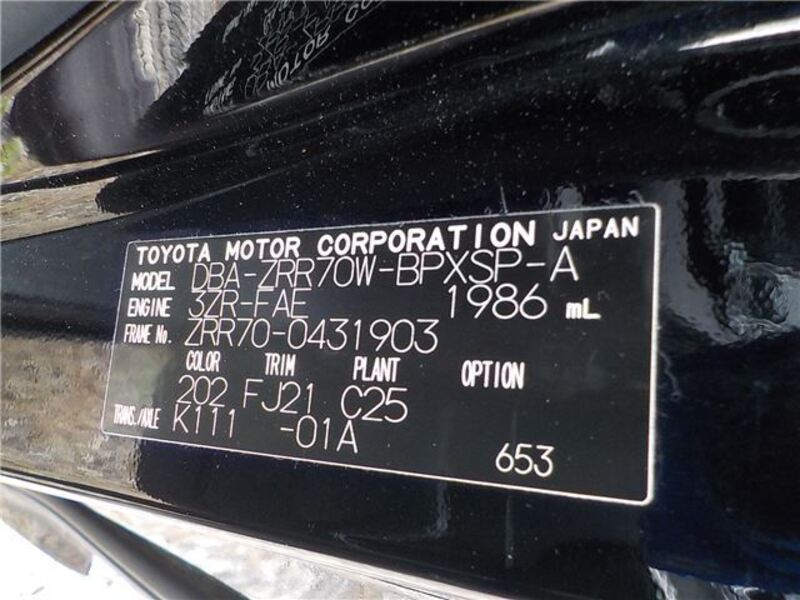 TOYOTA MOTOR CORPORATION JAPAN
MODEL DBA-ZRR70W-BPXSP-A
ENGINE 3ZR-FAE 1986 mL
FRAME No. ZRR70-0431903
COLOR TRIM PLANT OPTION
202 FJ21 C25
TRANS./AXLE K111 -01A
653